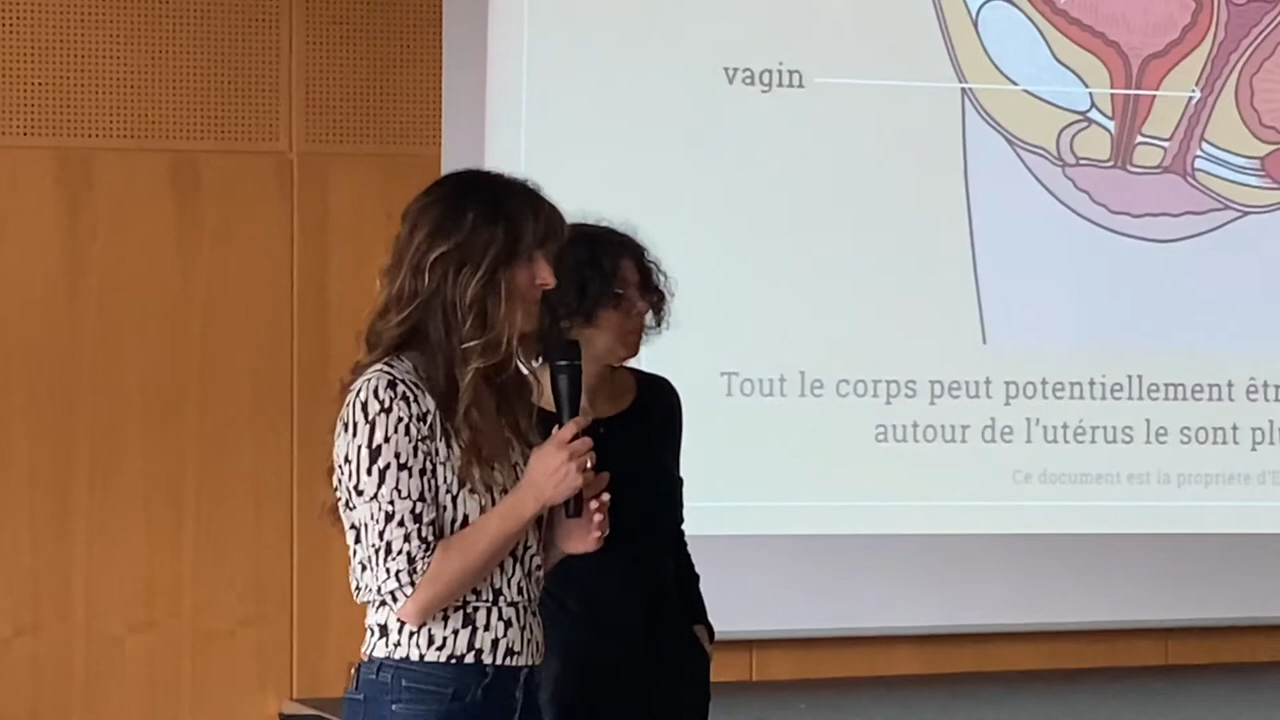 vagin
Tout le corps peut potentiellement êtr
autour de l'utérus le sont plu
Ce document est la propriété d'E